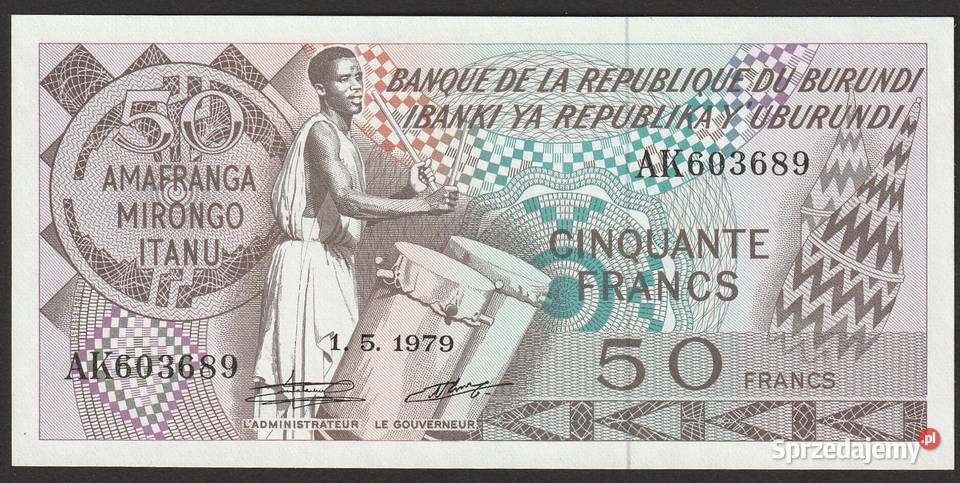 BANQUE DE LA REPUBLIQUE DU BURUNDI
IBANKI YA REPUBLIKA Y'UBURUNDI
50
AMAFRANGA
MIRONGO
ITANU
AK603689
CINQUANTE
FRANCS
1. 5. 1979
AK603689
50 FRANCS
L'ADMINISTRATEUR LE GOUVERNEUR
Sprzedajemy.pl